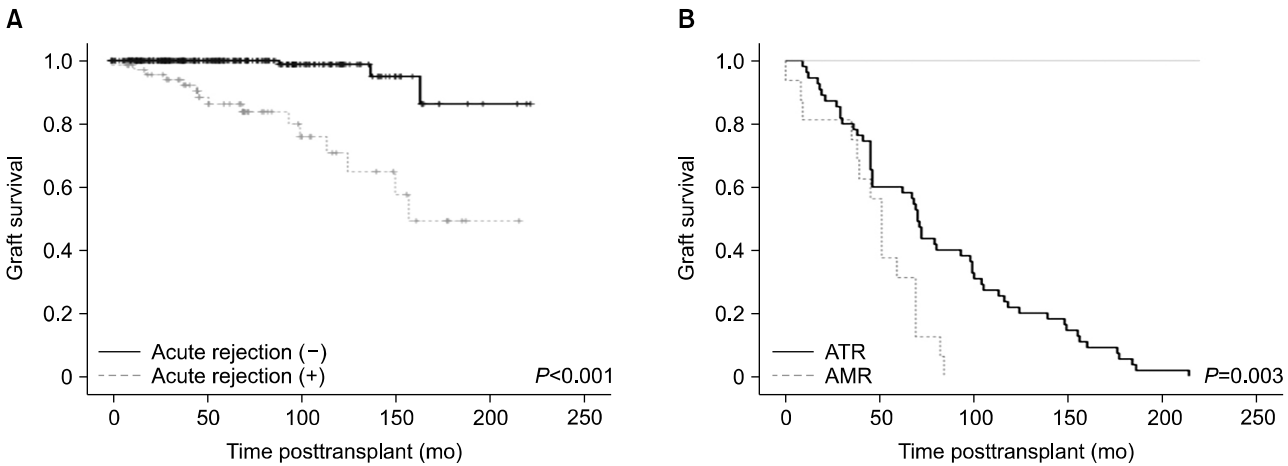 A
Graft survival
1.0
0.8
0.6
0.4
0.2
0
Acute rejection (−)
Acute rejection (+)
P<0.001
0 50 100 150 200 250
Time posttransplant (mo)
B
Graft survival
1.0
0.8
0.6
0.4
0.2
0
ATR
AMR
P=0.003
0 50 100 150 200 250
Time posttransplant (mo)